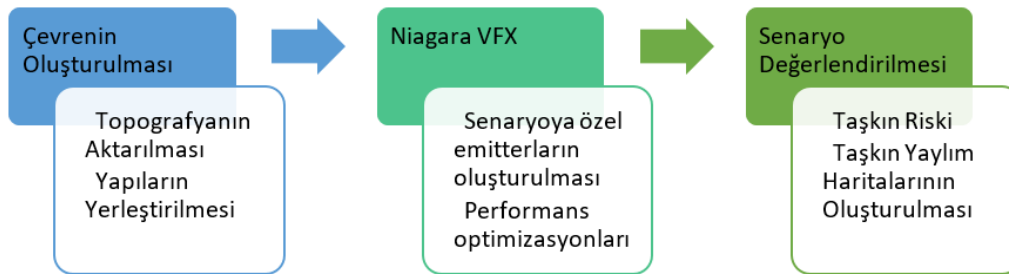 Çevrenin
Oluşturulması
Topografyanın
Aktarılması
Yapıların
Yerleştirilmesi
Niagara VFX
Senaryoya özel
emitterların
oluşturulması
Performans
optimizasyonları
Senaryo
Değerlendirilmesi
Taşkın Riski
Taşkın Yaylım
Haritalarının
Oluşturulması